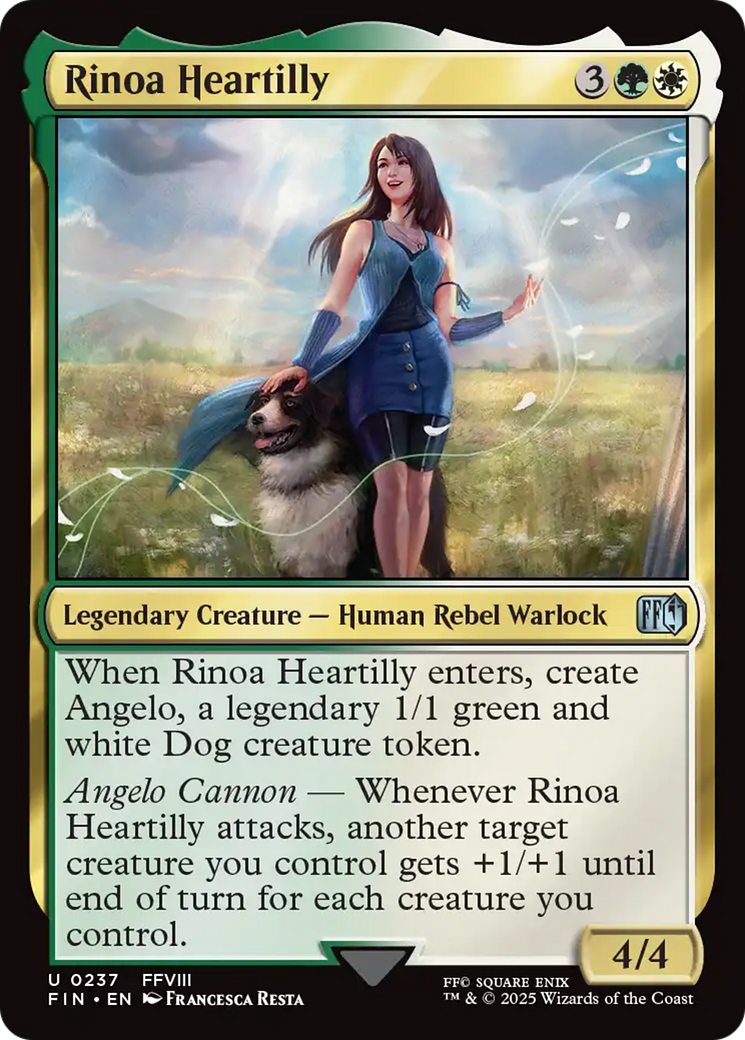 Rinoa Heartilly 3
Legendary Creature — Human Rebel Warlock FF
When Rinoa Heartilly enters, create
Angelo, a legendary 1/1 green and
white Dog creature token.
Angelo Cannon — Whenever Rinoa
Heartilly attacks, another target
creature you control gets +1/+1 until
end of turn for each creature you
control.
4/4
U 0237 FFVIII
FIN • EN Francesca Resta
FF© SQUARE ENIX
™ & © 2025 Wizards of the Coast